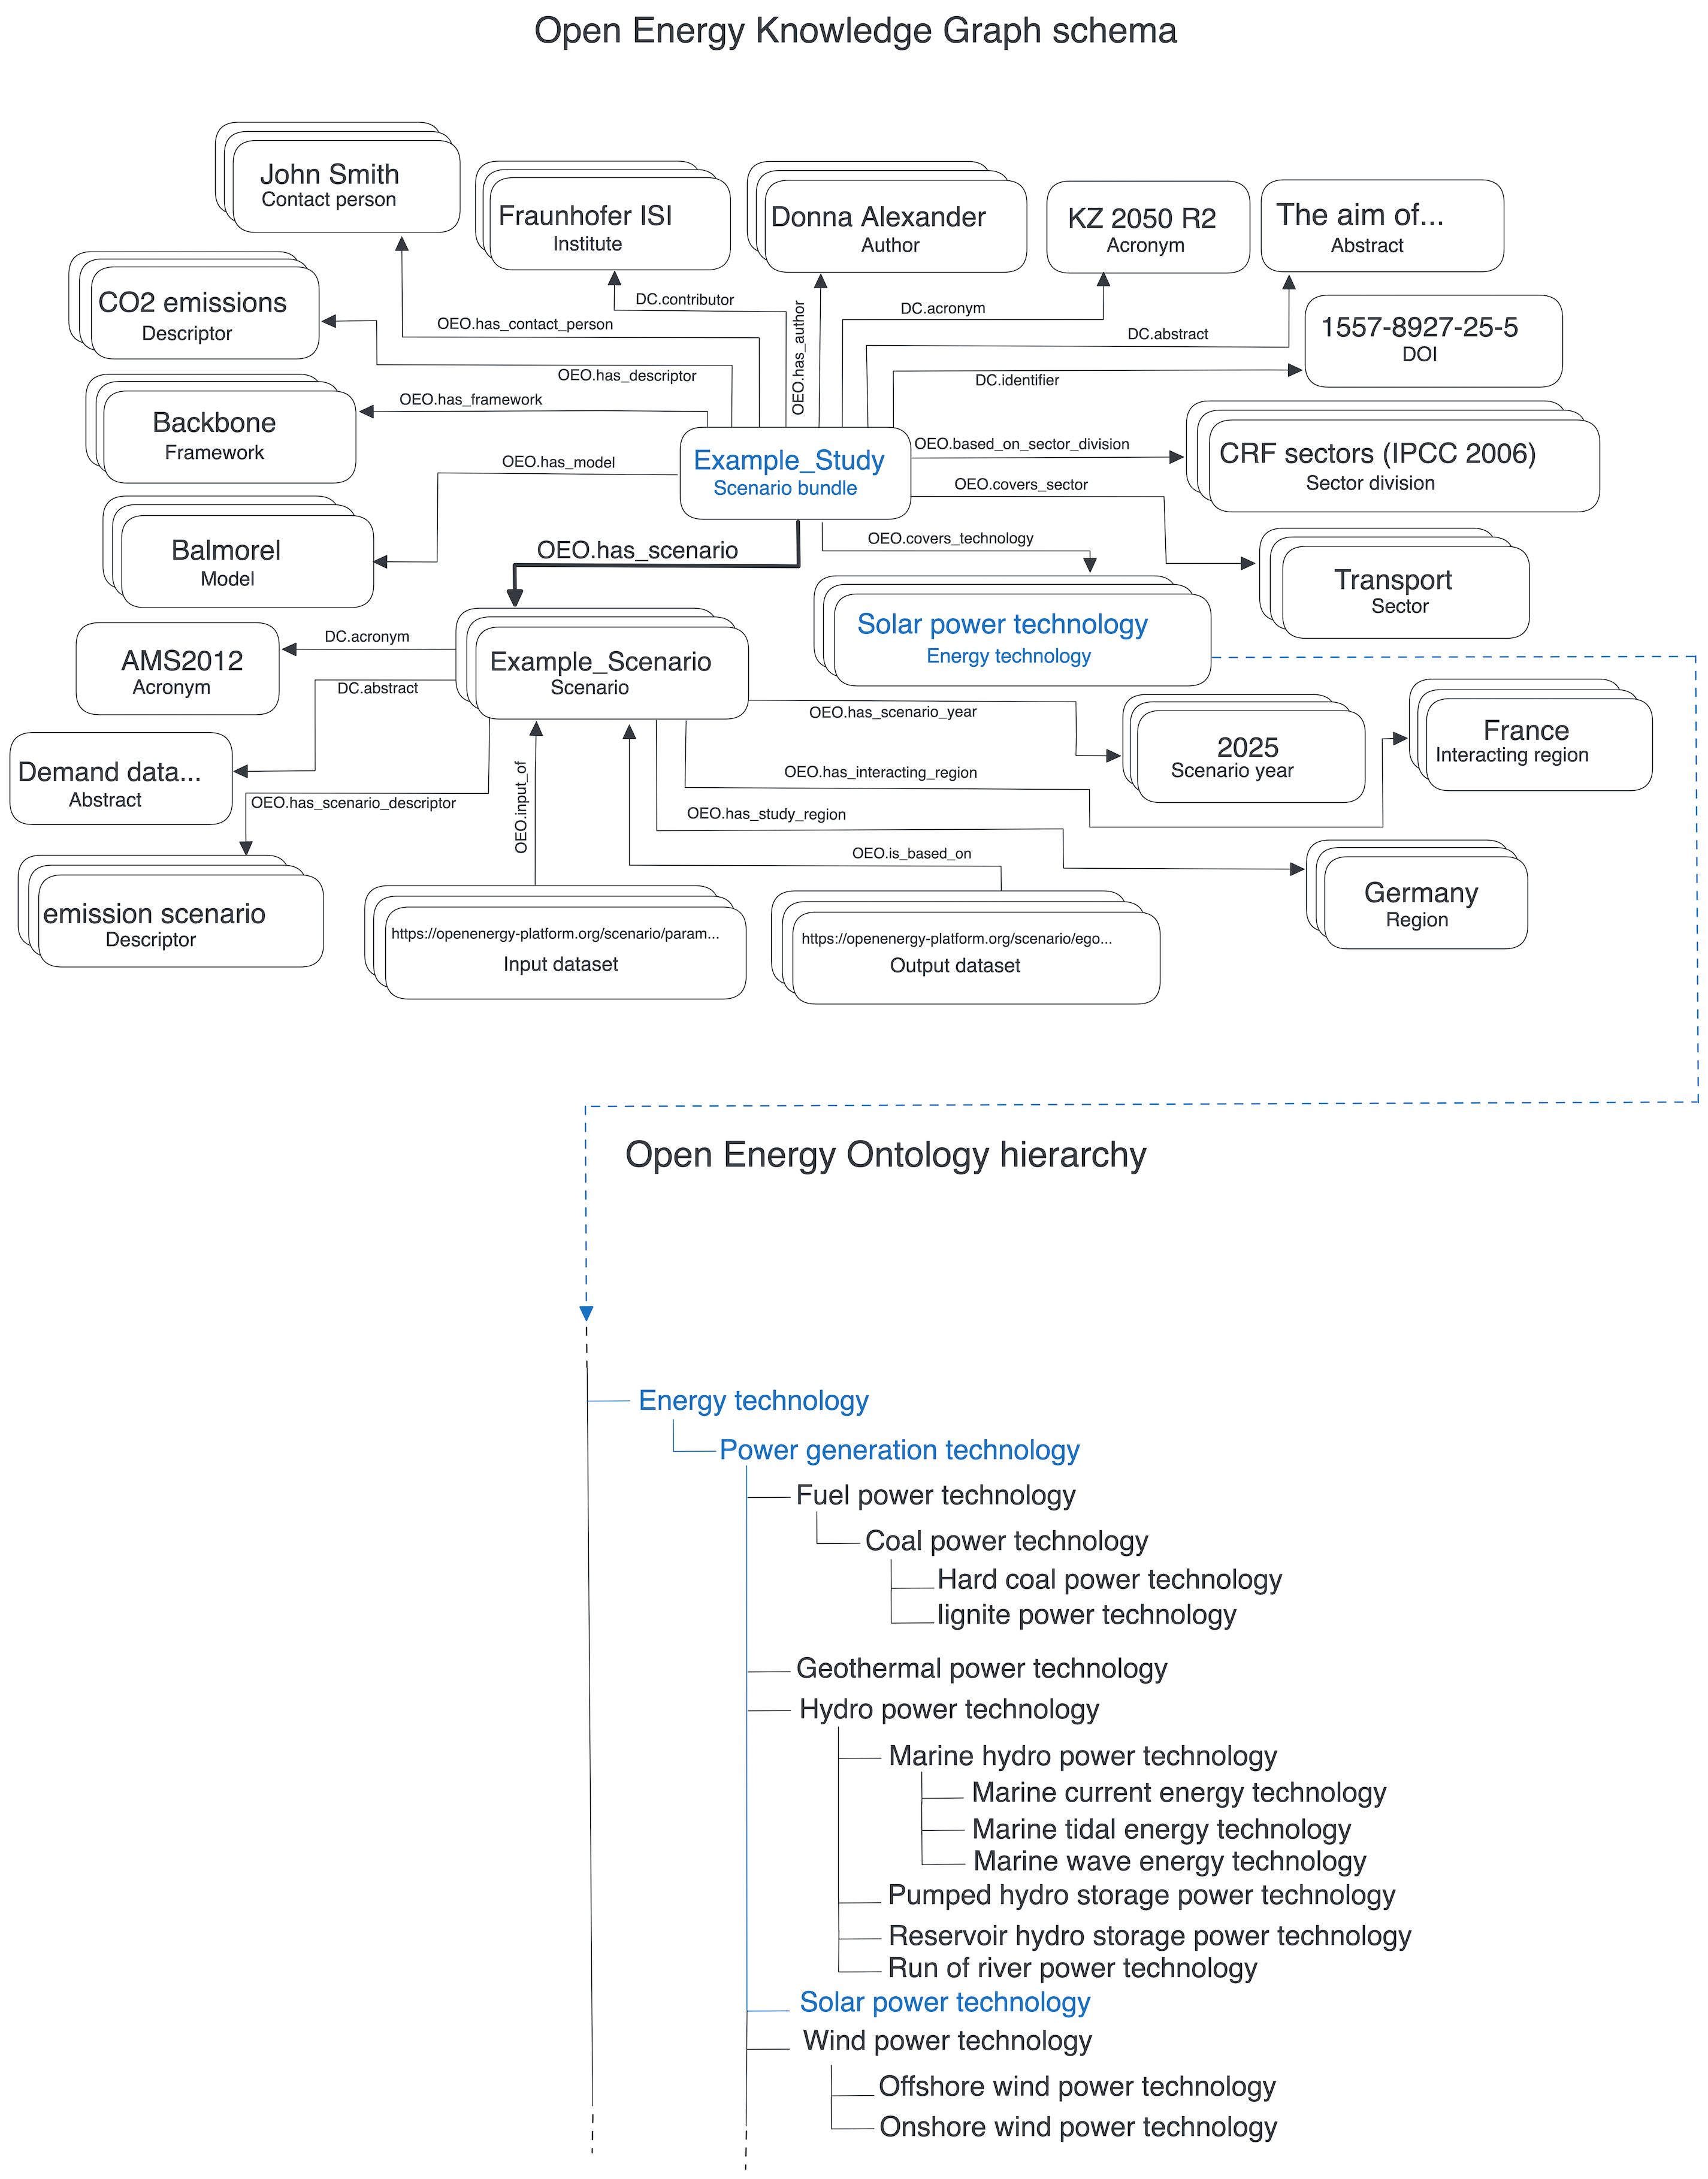 Open Energy Knowledge Graph schema
John Smith
Contact person
Fraunhofer ISI
Institute
Donna Alexander
Author
KZ 2050 R2
Acronym
The aim of...
Abstract
CO2 emissions
Descriptor
1557-8927-25-5
DOI
DC.contributor
OEO.has_contact_person
OEO.has_author
DC.acronym
DC.abstract
OEO.has_descriptor
DC.identifier
Backbone
Framework
OEO.has_framework
OEO.has_model
Example_Study
Scenario bundle
OEO.based_on_sector_division
CRF sectors (IPCC 2006)
Sector division
OEO.covers_sector
Balmorel
Model
OEO.has_scenario
OEO.covers_technology
Transport
Sector
Solar power technology
Energy technology
AMS2012
Acronym
DC.acronym
DC.abstract
Example_Scenario
Scenario
OEO.has_scenario_year
2025
Scenario year
France
Interacting region
Demand data...
Abstract
OEO.has_scenario_descriptor
OEO.input_of
OEO.has_interacting_region
OEO.has_study_region
OEO.is_based_on
emission scenario
Descriptor
https://openenergy-platform.org/scenario/param...
Input dataset
https://openenergy-platform.org/scenario/ego...
Output dataset
Germany
Region
Open Energy Ontology hierarchy
Energy technology
Power generation technology
Fuel power technology
Coal power technology
Hard coal power technology
lignite power technology
Geothermal power technology
Hydro power technology
Marine hydro power technology
Marine current energy technology
Marine tidal energy technology
Marine wave energy technology
Pumped hydro storage power technology
Reservoir hydro storage power technology
Run of river power technology
Solar power technology
Wind power technology
Offshore wind power technology
Onshore wind power technology